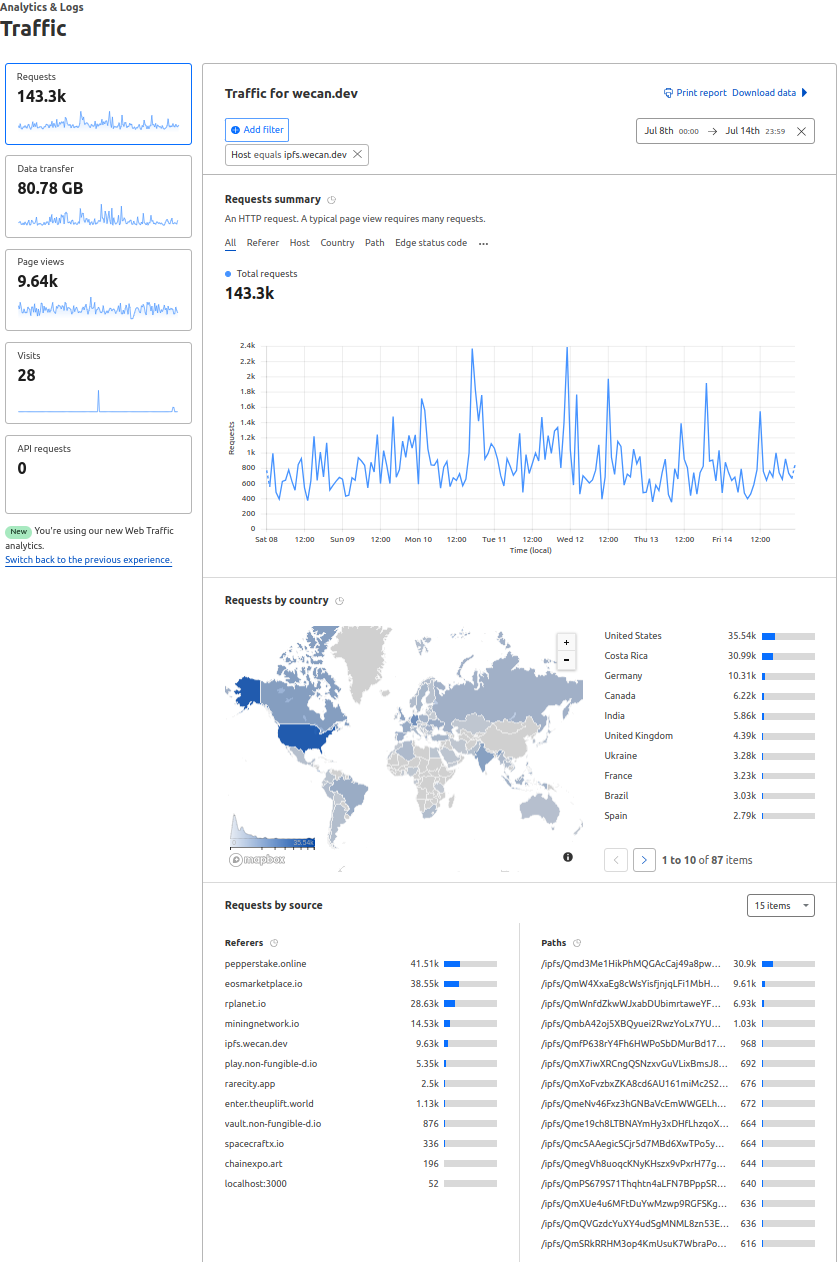 Analytics & Logs
Traffic
Requests
143.3k
Data transfer
80.78 GB
Page views
9.64k
Visits
28
API requests
0
New You're using our new Web Traffic
analytics.
Switch back to the previous experience.
Traffic for wecan.dev
Print report Download data
Add filter
Jul 8th 00:00 → Jul 14th 23:59
Host equals ipfs.wecan.dev
Requests summary
An HTTP request. A typical page view requires many requests.
All Referer Host Country Path Edge status code ...
Total requests
143.3k
2.4k
2.2k
2k
1.8k
1.6k
1.4k
1.2k
1k
800
600
400
200
0
Requests
Sat 08 12:00 Sun 09 12:00 Mon 10 12:00 Tue 11 12:00 Wed 12 12:00 Thu 13 12:00 Fri 14 12:00
Time (local)
Requests by country
+
-
0 35.54k
mapbox
United States 35.54k
Costa Rica 30.99k
Germany 10.31k
Canada 6.22k
India 5.86k
United Kingdom 4.39k
Ukraine 3.28k
France 3.23k
Brazil 3.03k
Spain 2.79k
1 to 10 of 87 items
Requests by source
15 items
Referers
pepperstake.online 41.51k
eosmarketplace.io 38.55k
rplanet.io 28.63k
miningnetwork.io 14.53k
ipfs.wecan.dev 9.63k
play.non-fungible-d.io 5.35k
rarecity.app 2.5k
enter.theuplift.world 1.13k
vault.non-fungible-d.io 876
spacecraftx.io 336
chainexpo.art 196
localhost:3000 52
Paths
/ipfs/Qmd3Me1HikPhMQGAcCaj49a8pw... 30.9k
/ipfs/QmW4XxaEg8cWsYisfjnjqLFi1MbH... 9.61k
/ipfs/QmWnfdZkwWJxabDUbimrtaweYF... 6.93k
/ipfs/QmbA42oj5XBQyuei2RwzYoLx7YU... 1.03k
/ipfs/QmfP638rY4Fh6HWPoSbDMurBd17... 968
/ipfs/QmX7iwXRCngQSNzxvGuVLixBmsJ8... 692
/ipfs/QmXoFvzbxZKA8cd6AU161miMc2S2... 676
/ipfs/QmeNv46Fxz3hGNBaVcEmWWGELh... 672
/ipfs/Qme19ch8LTBNAYmHy3xDHfLhzqoX... 664
/ipfs/Qmc5AAegicSCjr5d7MBd6XwTPo5y... 664
/ipfs/QmegVh8uoqcKNyKHszx9vPxrH77g... 644
/ipfs/QmPS679S71Thqhtn4aLFN7BPppSR... 640
/ipfs/QmXUe4u6MFtDuYwMzwp9RGFSKg... 636
/ipfs/QmQVGzdcYuXY4udSgMNML8zn53E... 636
/ipfs/QmSRkRRHM3op4KmUsuK7WbraPo... 616